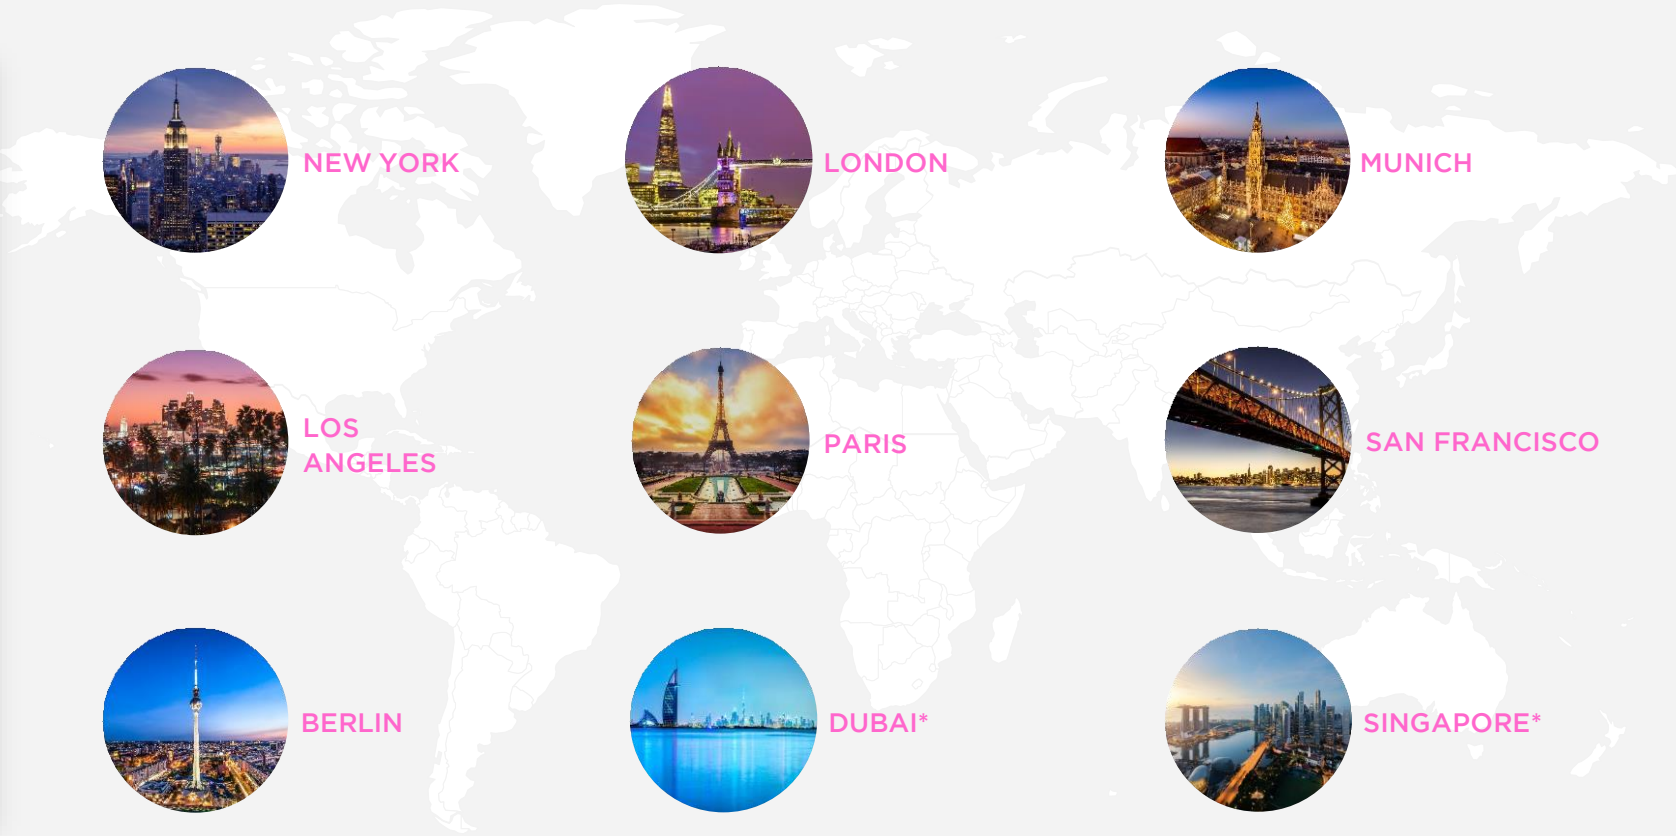 NEW YORK
LONDON
MUNICH
LOS
ANGELES
PARIS
SAN FRANCISCO
BERLIN
DUBAI*
SINGAPORE*